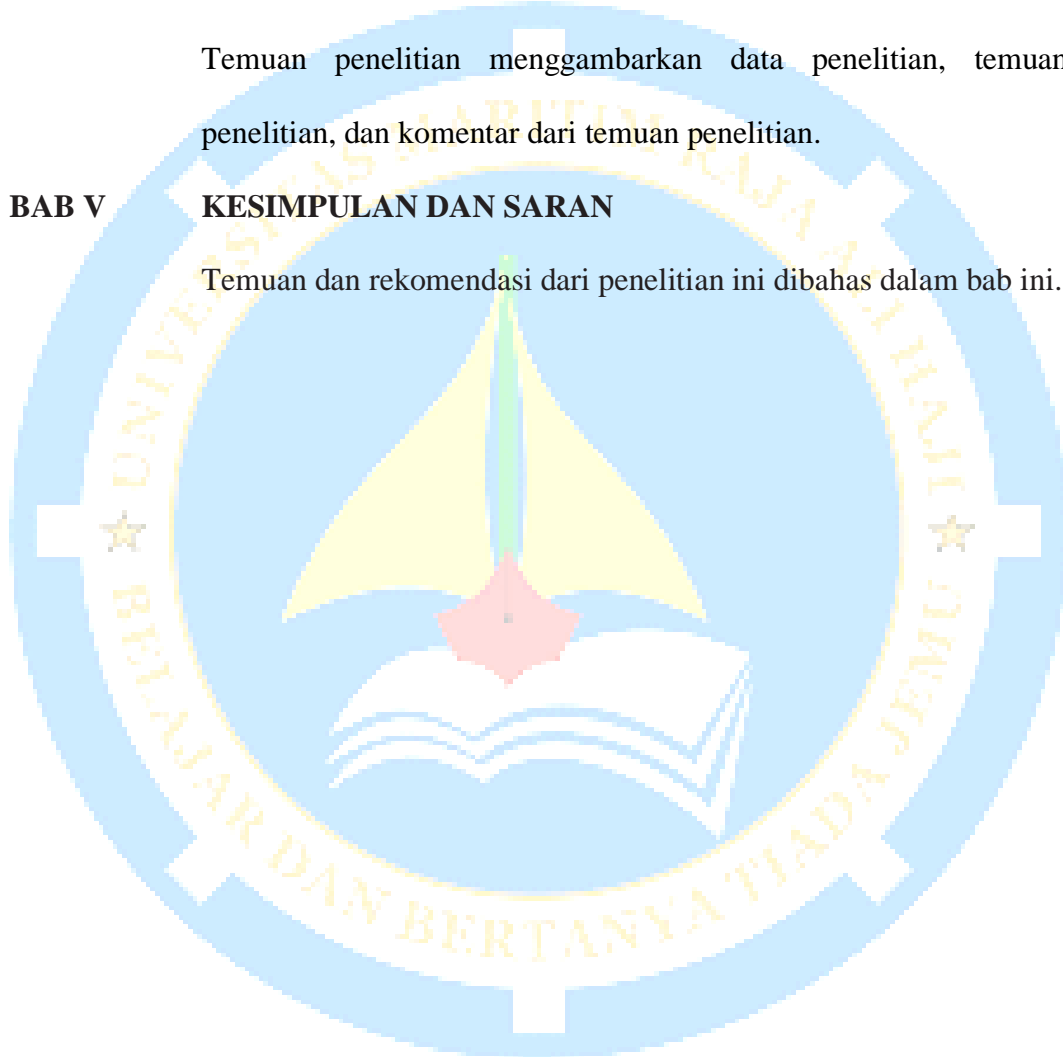 Temuan penelitian menggambarkan data penelitian, temuan
penelitian, dan komentar dari temuan penelitian.
BAB V KESIMPULAN DAN SARAN
Temuan dan rekomendasi dari penelitian ini dibahas dalam bab ini.
UNIVERSITAS MARITIM RAJA ALI HAJI
BELAJAR DAN BERTANYA TIADA JEMU